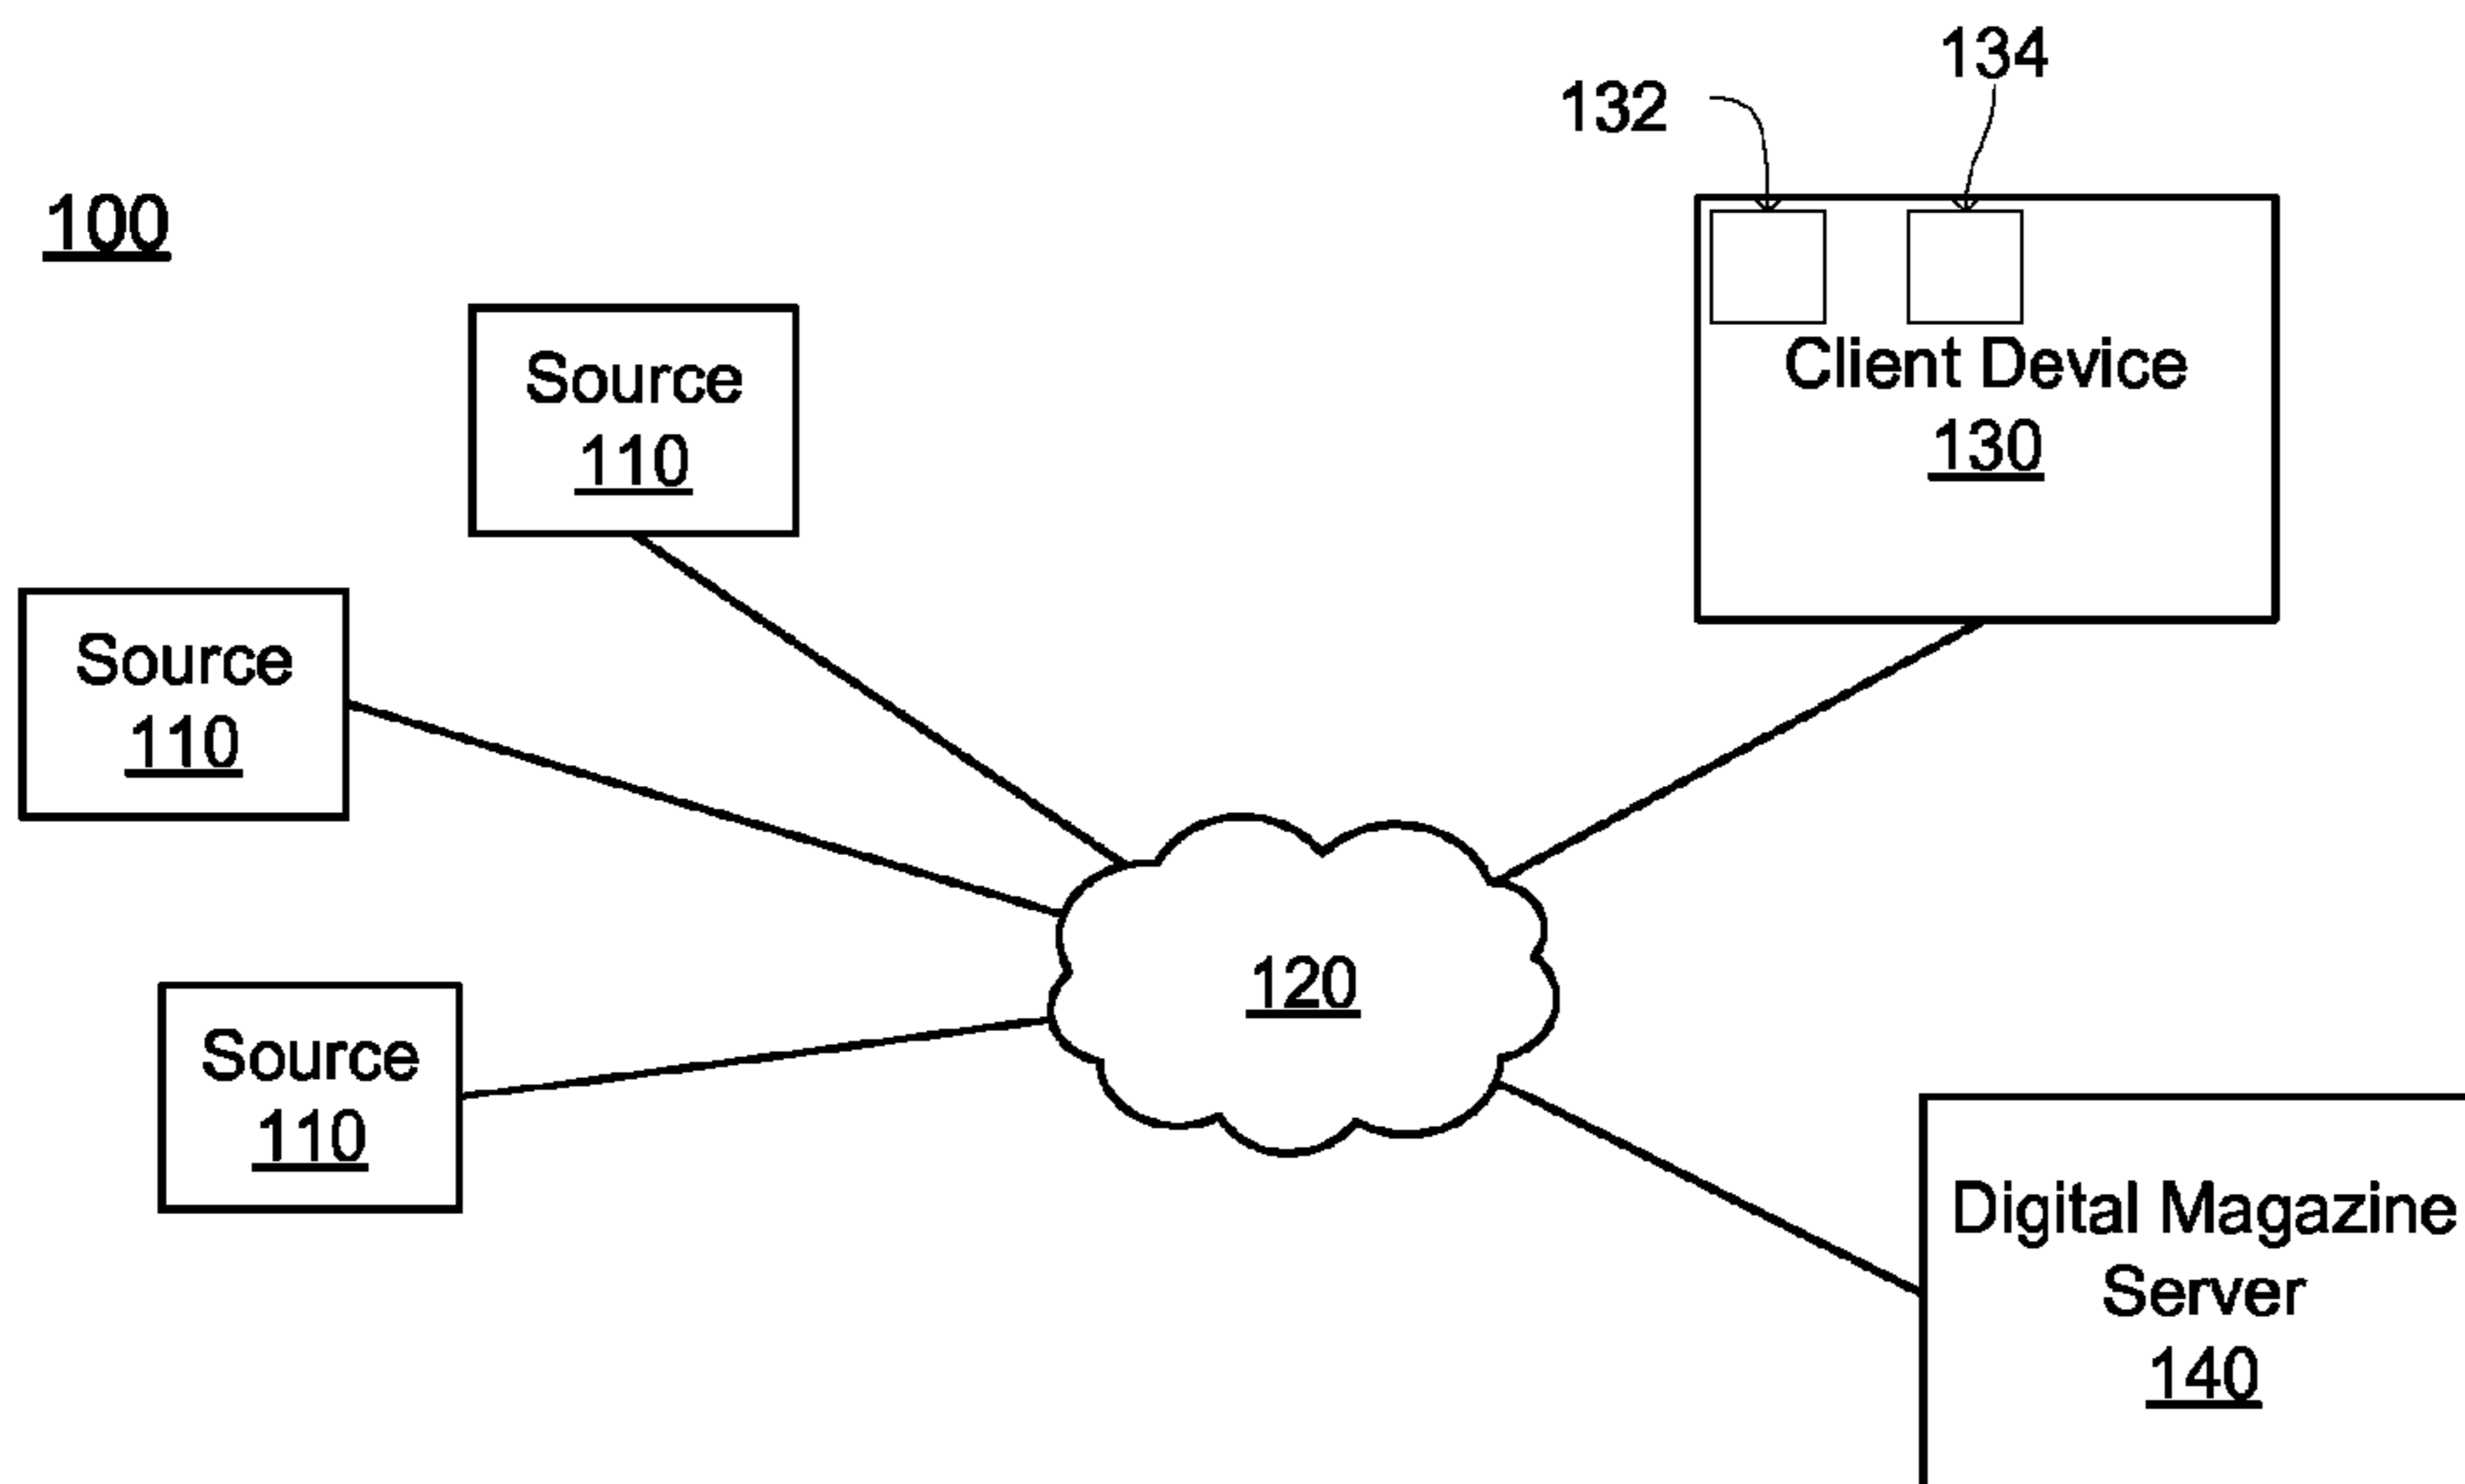 134
132
100
Source
110
Client Device
130
Source
110
120
Source
110
Digital Magazine
Server
140